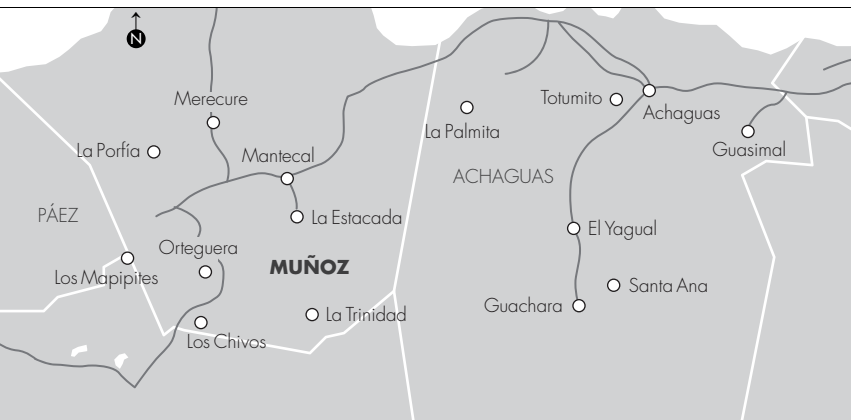 N
Merecure
Totumito
Achaguas
La Palmita
La Porfía
Guasimal
Mantecal
ACHAGUAS
PÁEZ
La Estacada
El Yagual
Orteguera
MUÑOZ
Los Mapipites
Santa Ana
Guachara
La Trinidad
Los Chivos